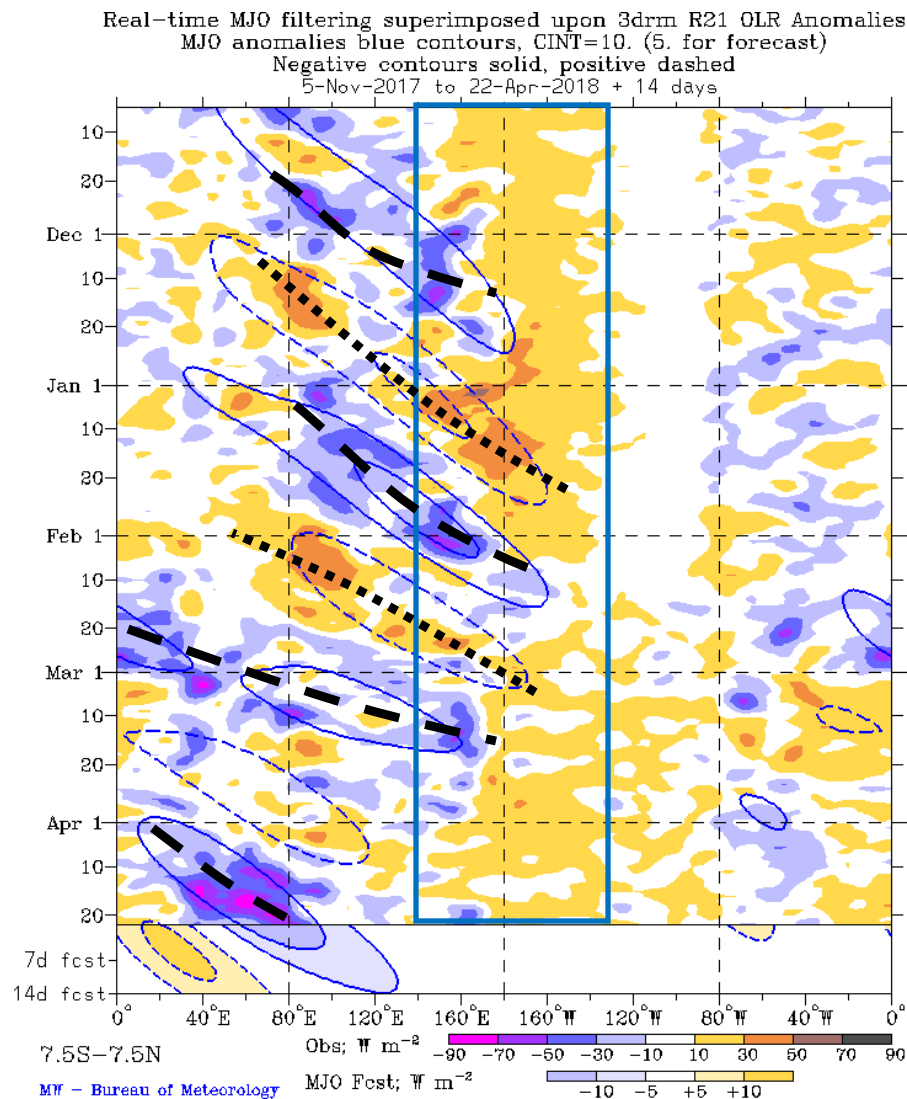 Real-time MJO filtering superimposed upon 3drm R21 OLR Anomalies
MJO anomalies blue contours, CINT=10. (5. for forecast)
Negative contours solid, positive dashed
5-Nov-2017 to 22-Apr-2018 + 14 days
10
20
Dec 1
10
20
Jan 1
10
20
Feb 1
10
20
Mar 1
10
20
Apr 1
10
20
7d fcst
14d fcst
0° 40°E 80°E 120°E 160°E 160°W 120°W 80°W 40°W 0°
7.5S-7.5N
Obs; W m⁻²
-90 -70 -50 -30 -10 10 30 50 70 90
MJO Fcst; W m⁻²
-10 -5 +5 +10
MW - Bureau of Meteorology